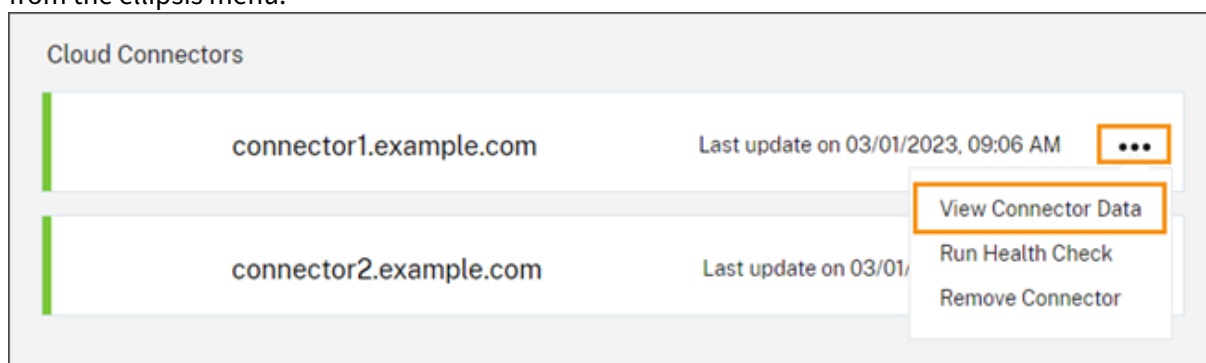 from the ellipsis menu.
Cloud Connectors
connector1.example.com Last update on 03/01/2023, 09:06 AM •••
View Connector Data
Run Health Check
connector2.example.com Last update on 03/01/
Remove Connector